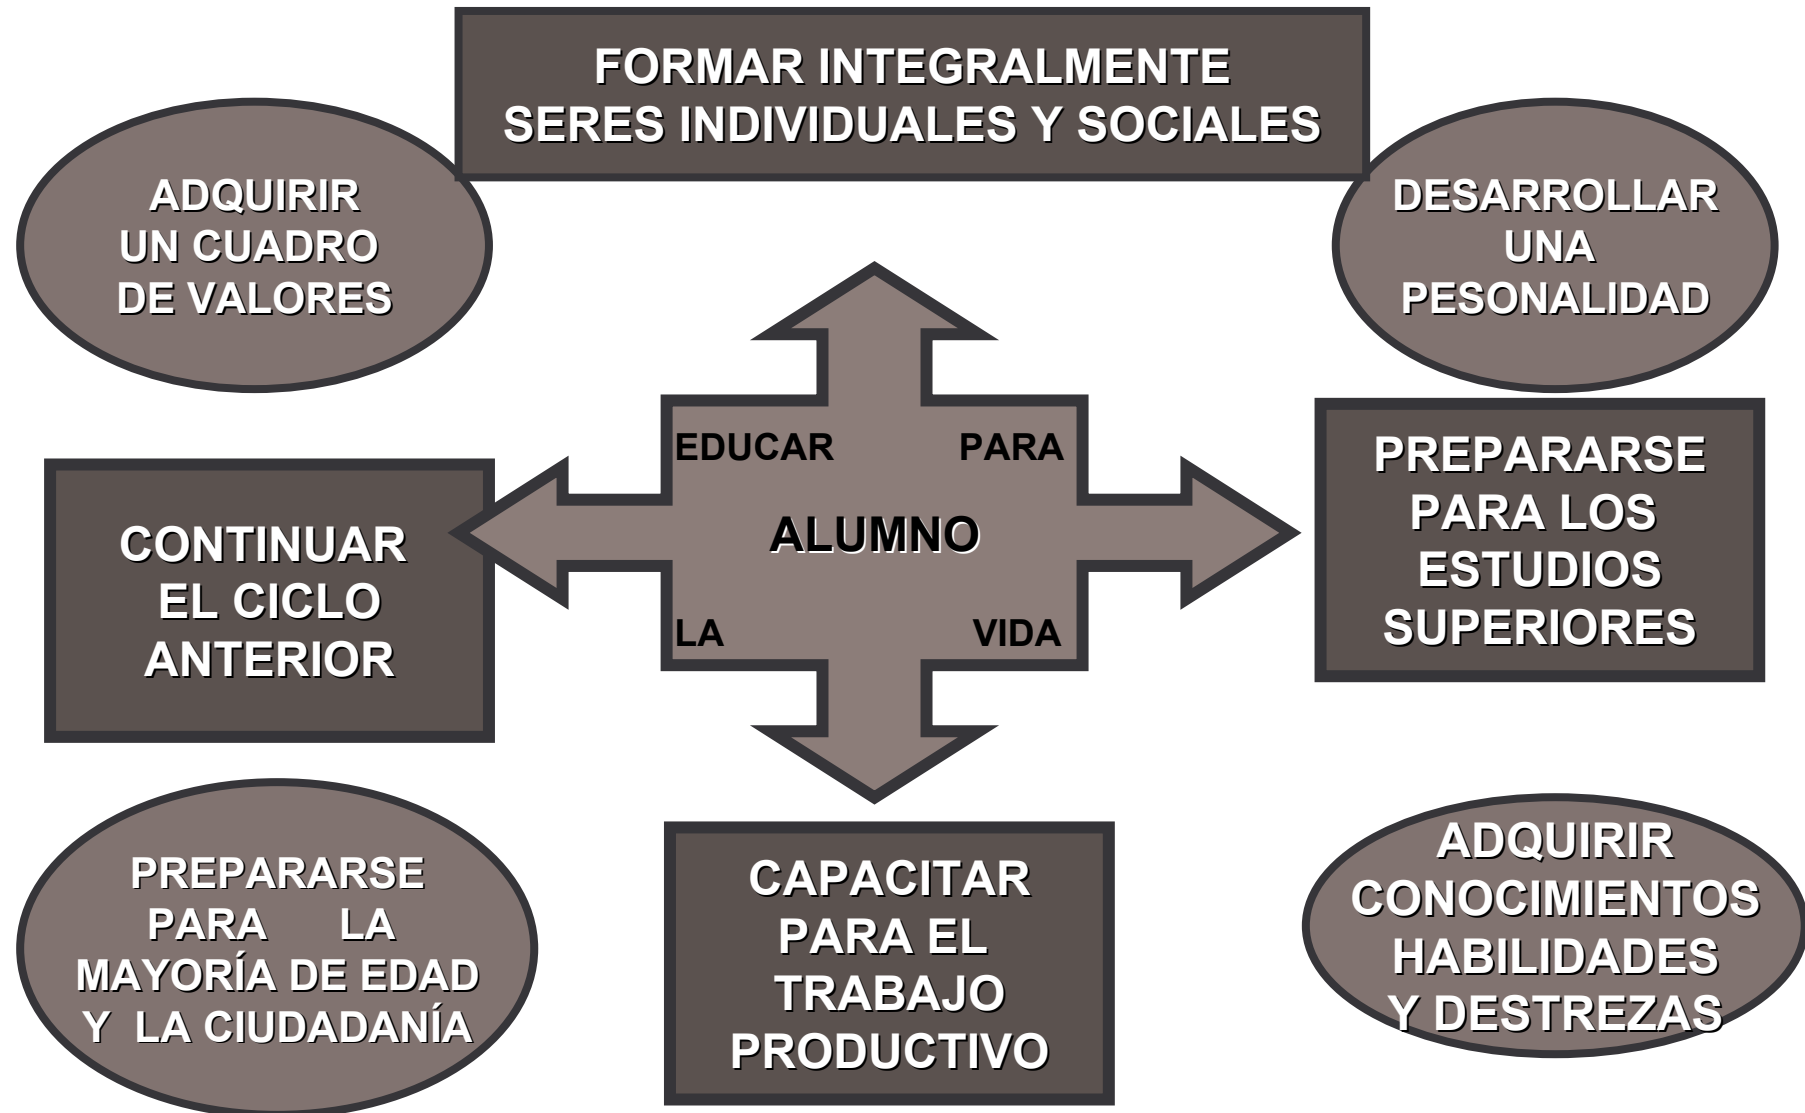 FORMAR INTEGRALMENTE
SERES INDIVIDUALES Y SOCIALES
ADQUIRIR
UN CUADRO
DE VALORES
DESARROLLAR
UNA
PESONALIDAD
EDUCAR PARA
ALUMNO
LA VIDA
CONTINUAR
EL CICLO
ANTERIOR
PREPARARSE
PARA LOS
ESTUDIOS
SUPERIORES
PREPARARSE
PARA LA
MAYORÍA DE EDAD
Y LA CIUDADANÍA
CAPACITAR
PARA EL
TRABAJO
PRODUCTIVO
ADQUIRIR
CONOCIMIENTOS
HABILIDADES
Y DESTREZAS